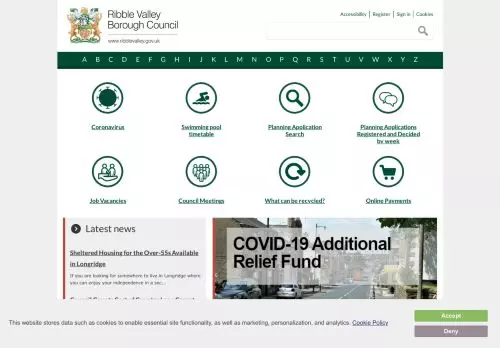 Ribble Valley
Borough Council
www.ribblevalley.gov.uk
Accessibility Register Sign in Cookies
A B C D E F G H I J K L M N O P Q R S T U V W X Y Z
Coronavirus
Swimming pool
timetable
Planning Application
Search
Planning Applications
Registered and Decided
by week
Job Vacancies
Council Meetings
What can be recycled?
Online Payments
Latest news
Sheltered Housing for the Over-55s Available
in Longridge
If you are looking for somewhere to live in Longridge where
you can enjoy your independence in a sec...
COVID-19 Additional
Relief Fund
This website stores data such as cookies to enable essential site functionality, as well as marketing, personalization, and analytics. Cookie Policy
Accept
Deny